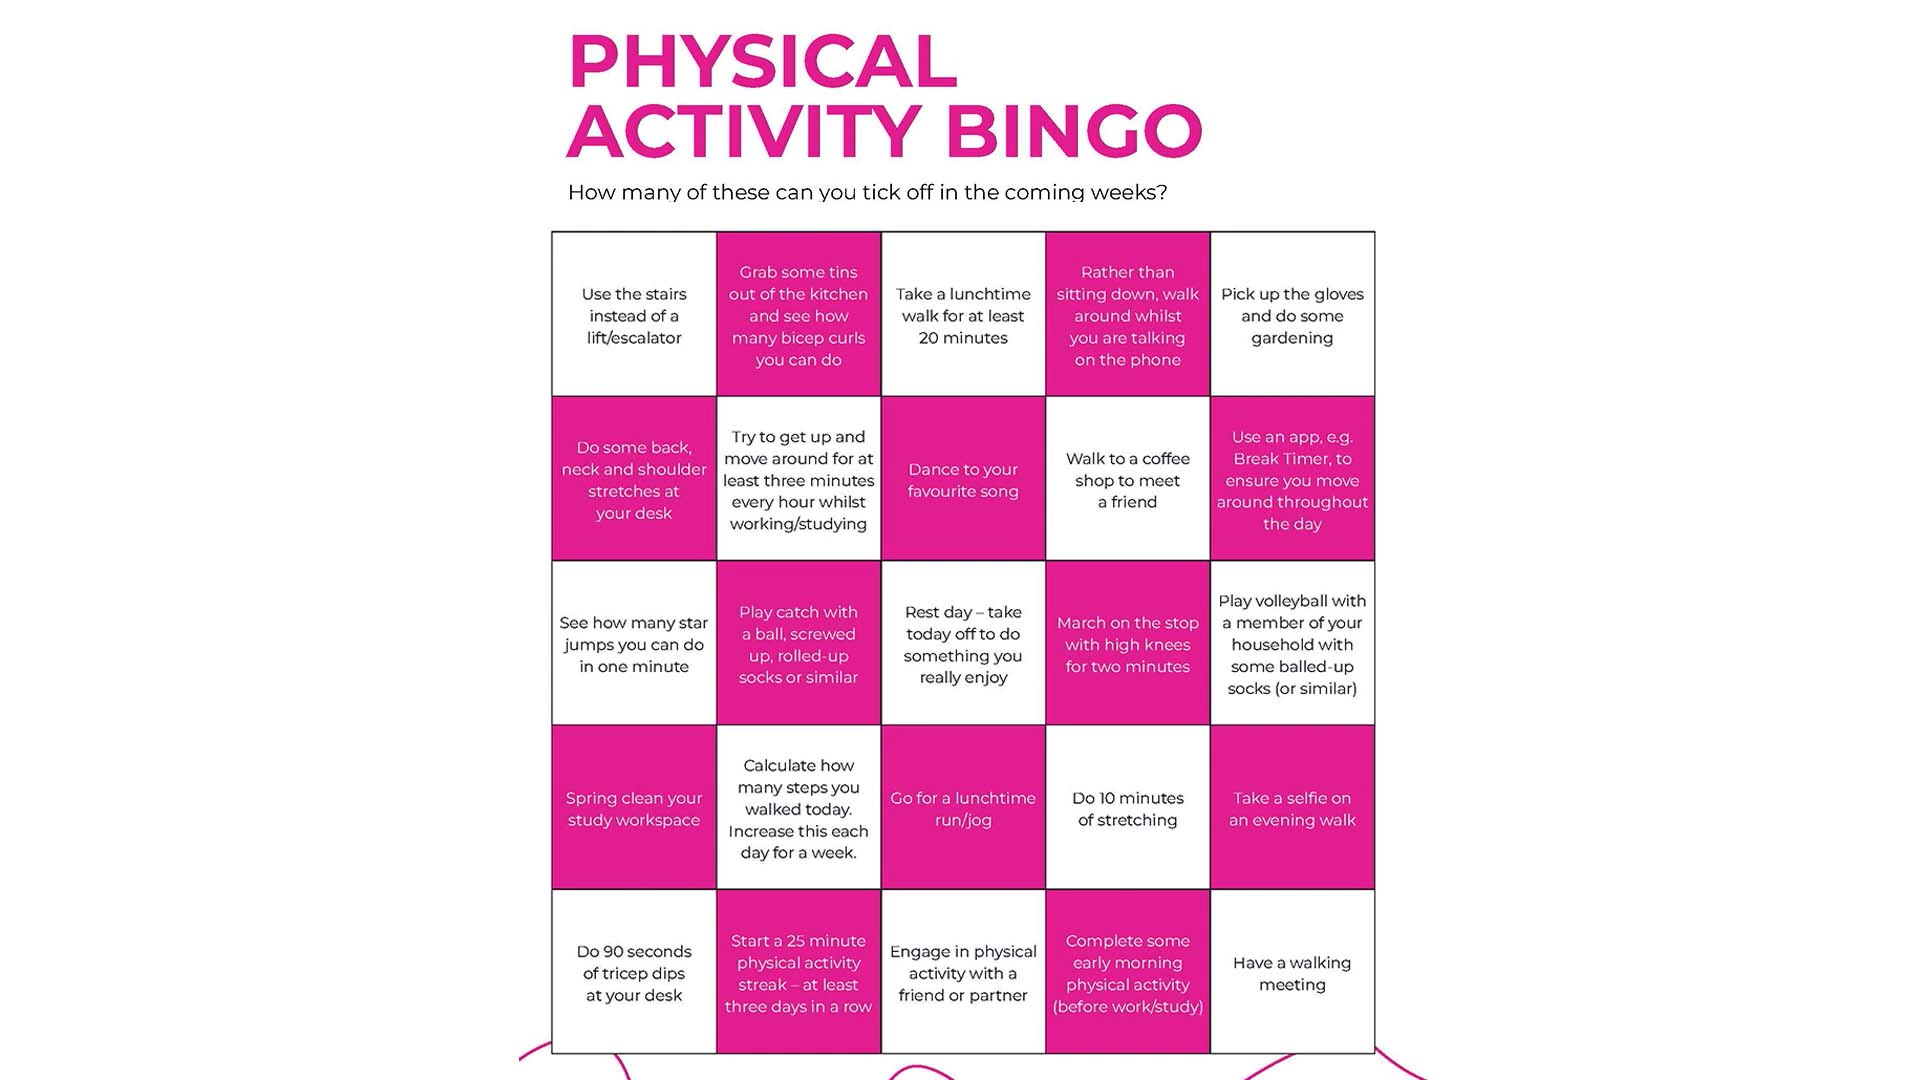 PHYSICAL
ACTIVITY BINGO
How many of these can you tick off in the coming weeks?
Use the stairs
instead of a
lift/escalator
Grab some tins
out of the kitchen
and see how
many bicep curls
you can do
Take a lunchtime
walk for at least
20 minutes
Rather than
sitting down, walk
around whilst
you are talking
on the phone
Pick up the gloves
and do some
gardening
Do some back,
neck and shoulder
stretches at
your desk
Try to get up and
move around for at
least three minutes
every hour whilst
working/studying
Dance to your
favourite song
Walk to a coffee
shop to meet
a friend
Use an app, e.g.
Break Timer, to
ensure you move
around throughout
the day
See how many star
jumps you can do
in one minute
Play catch with
a ball, screwed
up, rolled-up
socks or similar
Rest day – take
today off to do
something you
really enjoy
March on the stop
with high knees
for two minutes
Play volleyball with
a member of your
household with
some balled-up
socks (or similar)
Spring clean your
study workspace
Calculate how
many steps you
walked today.
Increase this each
day for a week.
Go for a lunchtime
run/jog
Do 10 minutes
of stretching
Take a selfie on
an evening walk
Do 90 seconds
of tricep dips
at your desk
Start a 25 minute
physical activity
streak – at least
three days in a row
Engage in physical
activity with a
friend or partner
Complete some
early morning
physical activity
(before work/study)
Have a walking
meeting